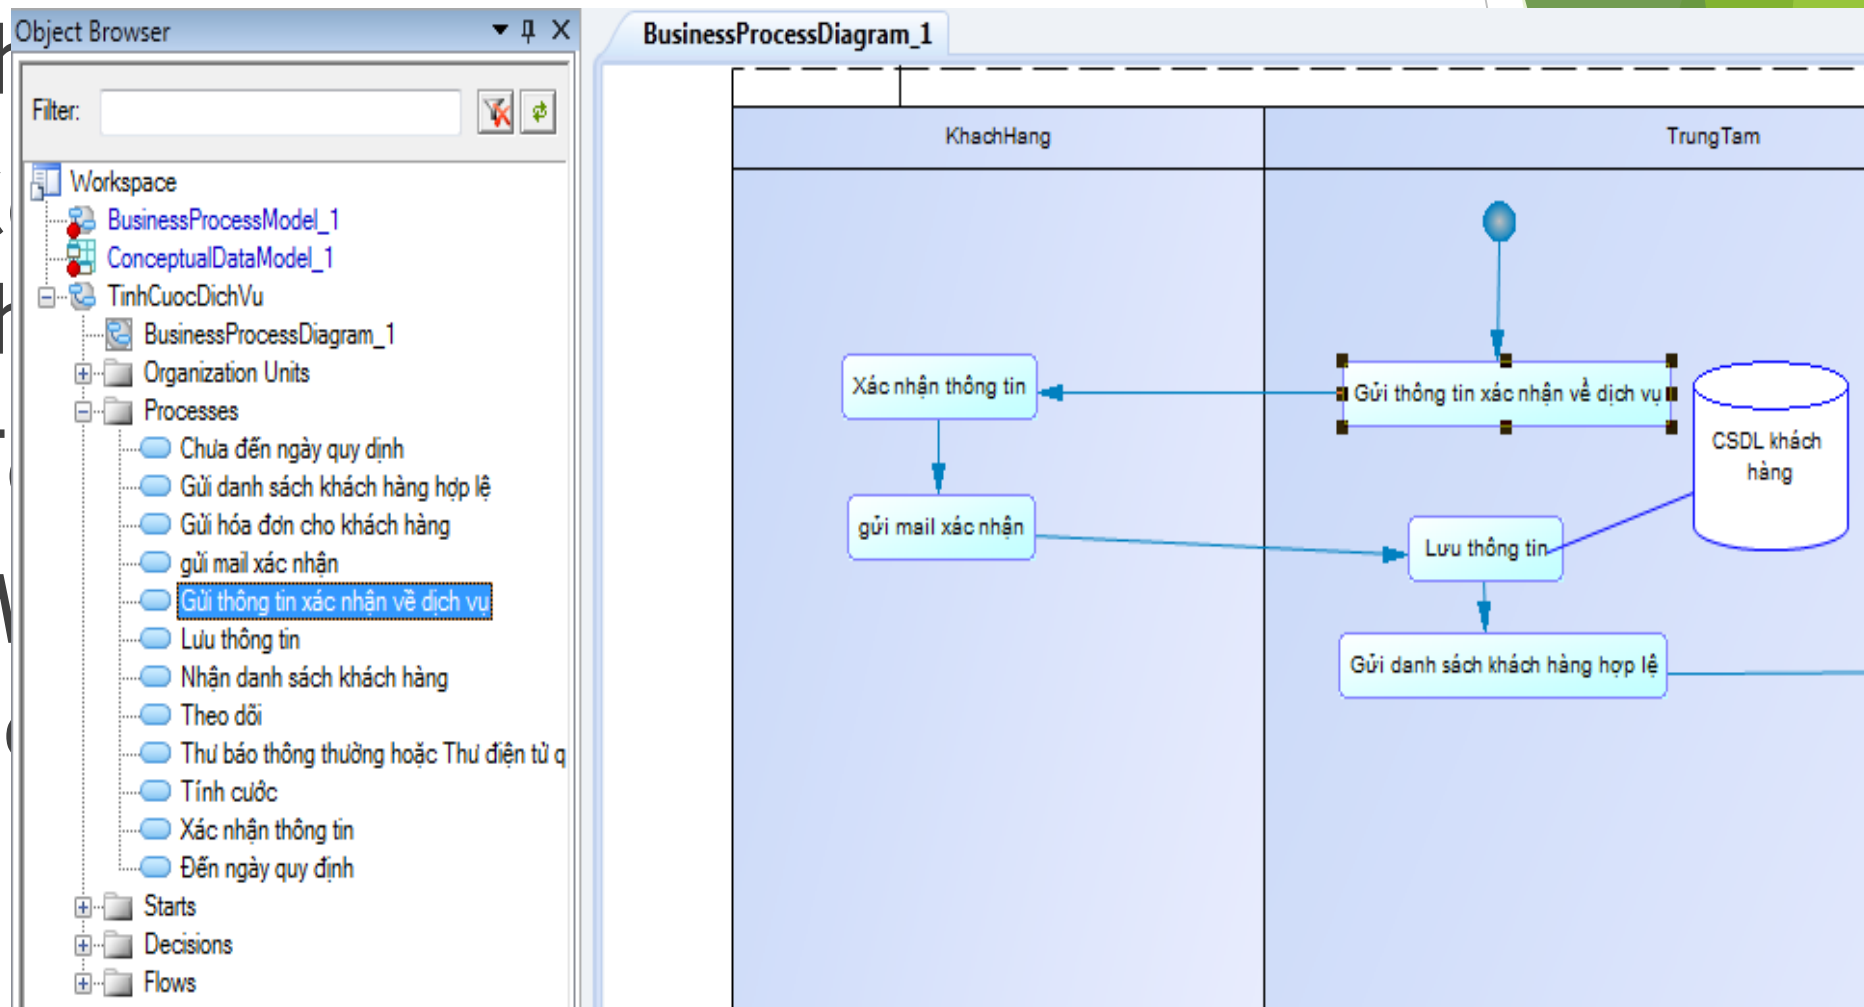 Object Browser
Filter:
Workspace
BusinessProcessModel_1
ConceptualDataModel_1
TinhCuocDichVu
BusinessProcessDiagram_1
Organization Units
Processes
Chưa đến ngày quy dịnh
Gửi danh sách khách hàng hợp lệ
Gửi hóa đơn cho khách hàng
gửi mail xác nhận
Gửi thông tin xác nhận về dịch vụ
Lưu thông tin
Nhận danh sách khách hàng
Theo dõi
Thư báo thông thường hoặc Thư điện tử q
Tính cước
Xác nhận thông tin
Đến ngày quy định
Starts
Decisions
Flows
BusinessProcessDiagram_1
KhachHang
TrungTam
Xác nhận thông tin
Gửi thông tin xác nhận về dịch vụ
CSDL khách
hàng
gửi mail xác nhận
Lưu thông tin
Gửi danh sách khách hàng hợp lệ